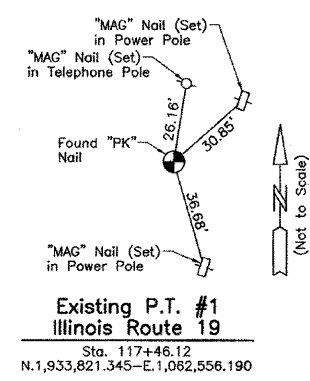 "MAG" Nail (Set)
in Power Pole
"MAG" Nail (Set)
in Telephone Pole
26.16'
30.85'
Found "PK"
Nail
36.68'
N
(Not to Scale)
"MAG" Nail (Set)
in Power Pole
Existing P.T. #1
Illinois Route 19
Sta. 117+46.12
N.1,933,821.345-E.1,062,556.190